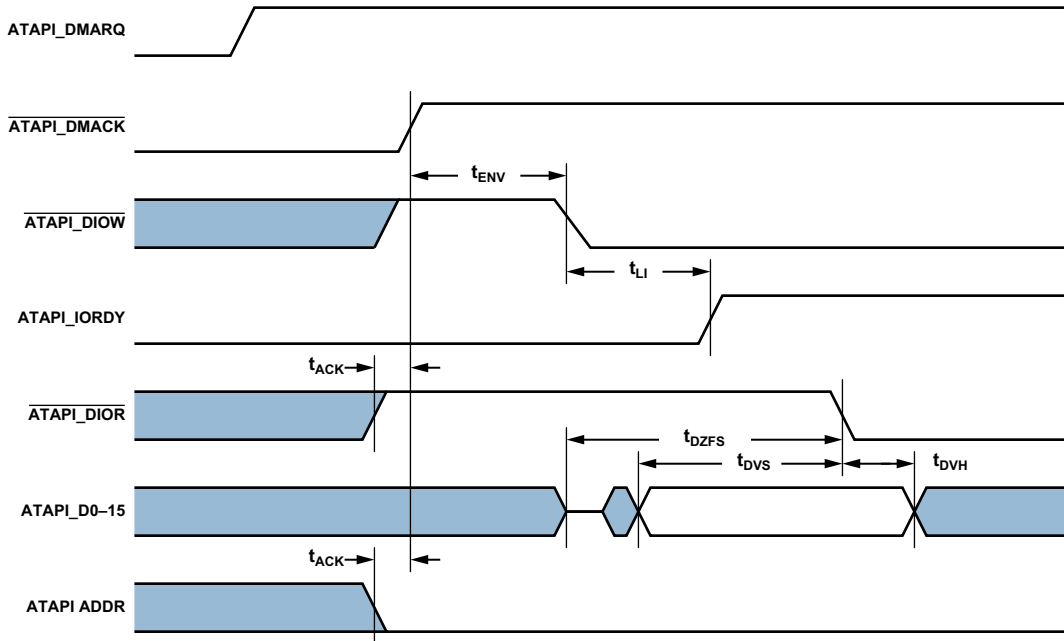 ATAPI_DMARQ
ATAPI_DMACK
tENV
ATAPI_DIOW
tLI
ATAPI_IORDY
tACK
ATAPI_DIOR
tDZFS
tDVS
tDVH
ATAPI_D0–15
tACK
ATAPI ADDR